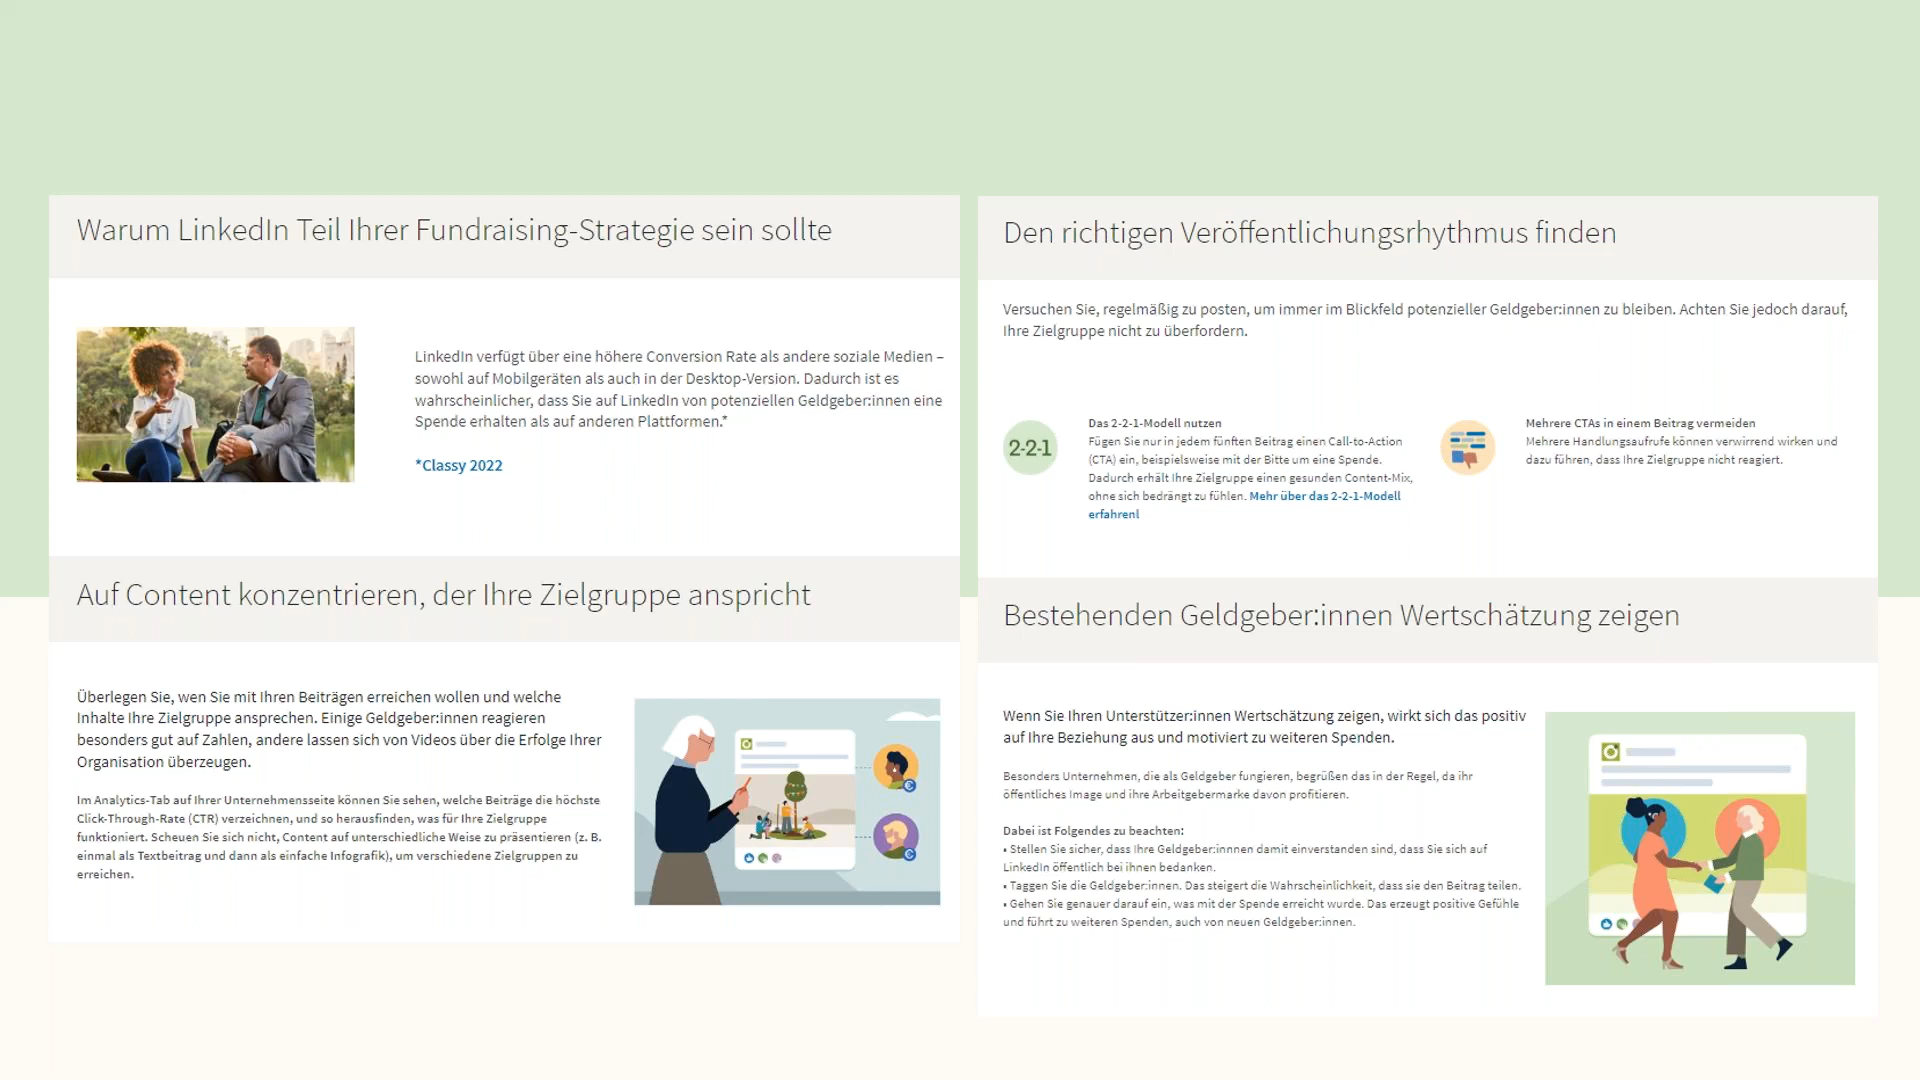 Warum LinkedIn Teil Ihrer Fundraising-Strategie sein sollte
LinkedIn verfügt über eine höhere Conversion Rate als andere soziale Medien –
sowohl auf Mobilgeräten als auch in der Desktop-Version. Dadurch ist es
wahrscheinlicher, dass Sie auf LinkedIn von potenziellen Geldgeber:innen eine
Spende erhalten als auf anderen Plattformen.*
*Classy 2022
Auf Content konzentrieren, der Ihre Zielgruppe anspricht
Überlegen Sie, wen Sie mit Ihren Beiträgen erreichen wollen und welche
Inhalte Ihre Zielgruppe ansprechen. Einige Geldgeber:innen reagieren
besonders gut auf Zahlen, andere lassen sich von Videos über die Erfolge Ihrer
Organisation überzeugen.
Im Analytics-Tab auf Ihrer Unternehmensseite können Sie sehen, welche Beiträge die höchste
Click-Through-Rate (CTR) verzeichnen, und so herausfinden, was für Ihre Zielgruppe
funktioniert. Scheuen Sie sich nicht, Content auf unterschiedliche Weise zu präsentieren (z. B.
einmal als Textbeitrag und dann als einfache Infografik), um verschiedene Zielgruppen zu
erreichen.
Den richtigen Veröffentlichungsrhythmus finden
Versuchen Sie, regelmäßig zu posten, um immer im Blickfeld potenzieller Geldgeber:innen zu bleiben. Achten Sie jedoch darauf,
Ihre Zielgruppe nicht zu überfordern.
2-2-1
Das 2-2-1-Modell nutzen
Fügen Sie nur in jedem fünften Beitrag einen Call-to-Action
(CTA) ein, beispielsweise mit der Bitte um eine Spende.
Dadurch erhält Ihre Zielgruppe einen gesunden Content-Mix,
ohne sich bedrängt zu fühlen. Mehr über das 2-2-1-Modell
erfahren!
Mehrere CTAs in einem Beitrag vermeiden
Mehrere Handlungsaufrufe können verwirrend wirken und
dazu führen, dass Ihre Zielgruppe nicht reagiert.
Bestehenden Geldgeber:innen Wertschätzung zeigen
Wenn Sie Ihren Unterstützer:innen Wertschätzung zeigen, wirkt sich das positiv
auf Ihre Beziehung aus und motiviert zu weiteren Spenden.
Besonders Unternehmen, die als Geldgeber fungieren, begrüßen das in der Regel, da ihr
öffentliches Image und ihre Arbeitgebermarke davon profitieren.
Dabei ist Folgendes zu beachten:
• Stellen Sie sicher, dass Ihre Geldgeber:innnen damit einverstanden sind, dass Sie sich auf
LinkedIn öffentlich bei ihnen bedanken.
• Taggen Sie die Geldgeber:innen. Das steigert die Wahrscheinlichkeit, dass sie den Beitrag teilen.
• Gehen Sie genauer darauf ein, was mit der Spende erreicht wurde. Das erzeugt positive Gefühle
und führt zu weiteren Spenden, auch von neuen Geldgeber:innen.